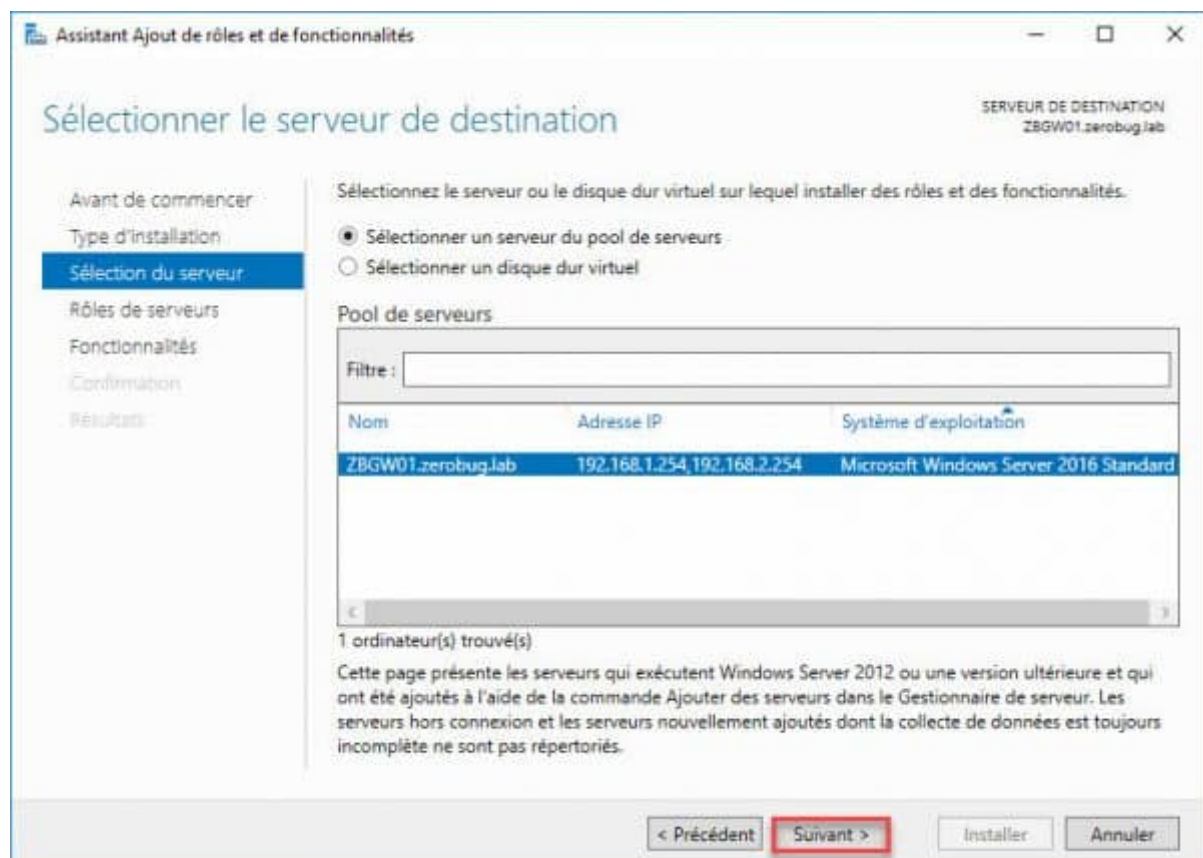 Assistant Ajout de rôles et de fonctionnalités
Sélectionner le serveur de destination
SERVEUR DE DESTINATION
ZBGW01.zerobug.lab
Avant de commencer
Type d'installation
Sélection du serveur
Rôles de serveurs
Fonctionnalités
Confirmation
Résultats
Sélectionnez le serveur ou le disque dur virtuel sur lequel installer des rôles et des fonctionnalités.
Sélectionner un serveur du pool de serveurs
Sélectionner un disque dur virtuel
Pool de serveurs
Filtre :
Nom Adresse IP Système d'exploitation
ZBGW01.zerobug.lab 192.168.1.254,192.168.2.254 Microsoft Windows Server 2016 Standard
1 ordinateur(s) trouvé(s)
Cette page présente les serveurs qui exécutent Windows Server 2012 ou une version ultérieure et qui
ont été ajoutés à l'aide de la commande Ajouter des serveurs dans le Gestionnaire de serveur. Les
serveurs hors connexion et les serveurs nouvellement ajoutés dont la collecte de données est toujours
incomplète ne sont pas répertoriés.
< Précédent Suivant > Installer Annuler